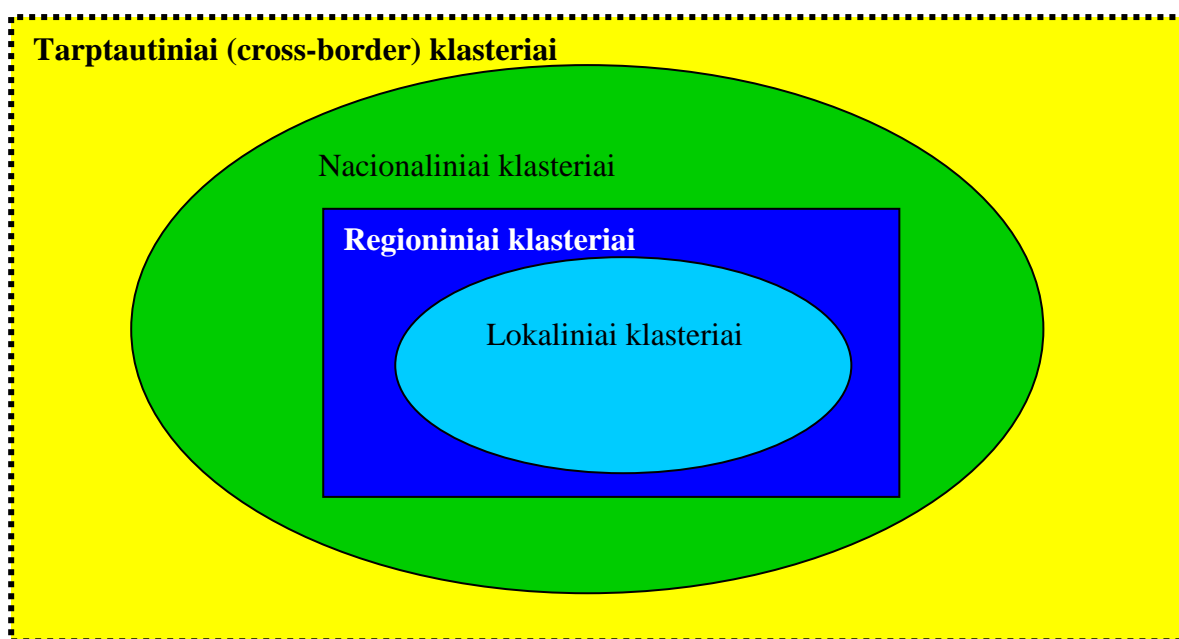 Tarptautiniai (cross-border) klasteriai
Nacionaliniai klasteriai
Regioniniai klasteriai
Lokaliniai klasteriai